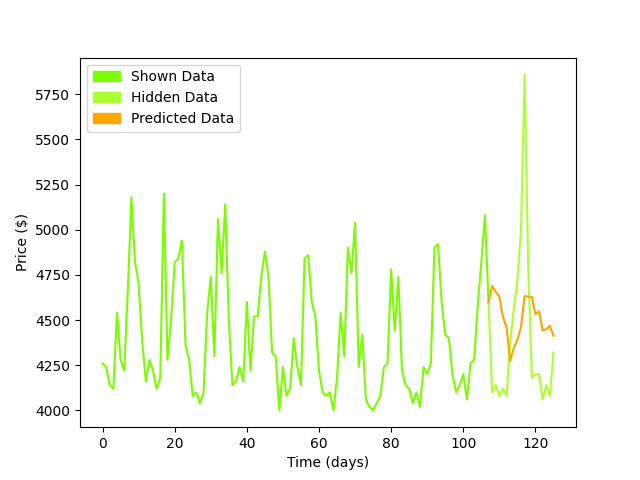 Shown Data
Hidden Data
Predicted Data
5750
5500
5250
5000
4750
4500
4250
4000
Price ($)
0 20 40 60 80 100 120
Time (days)